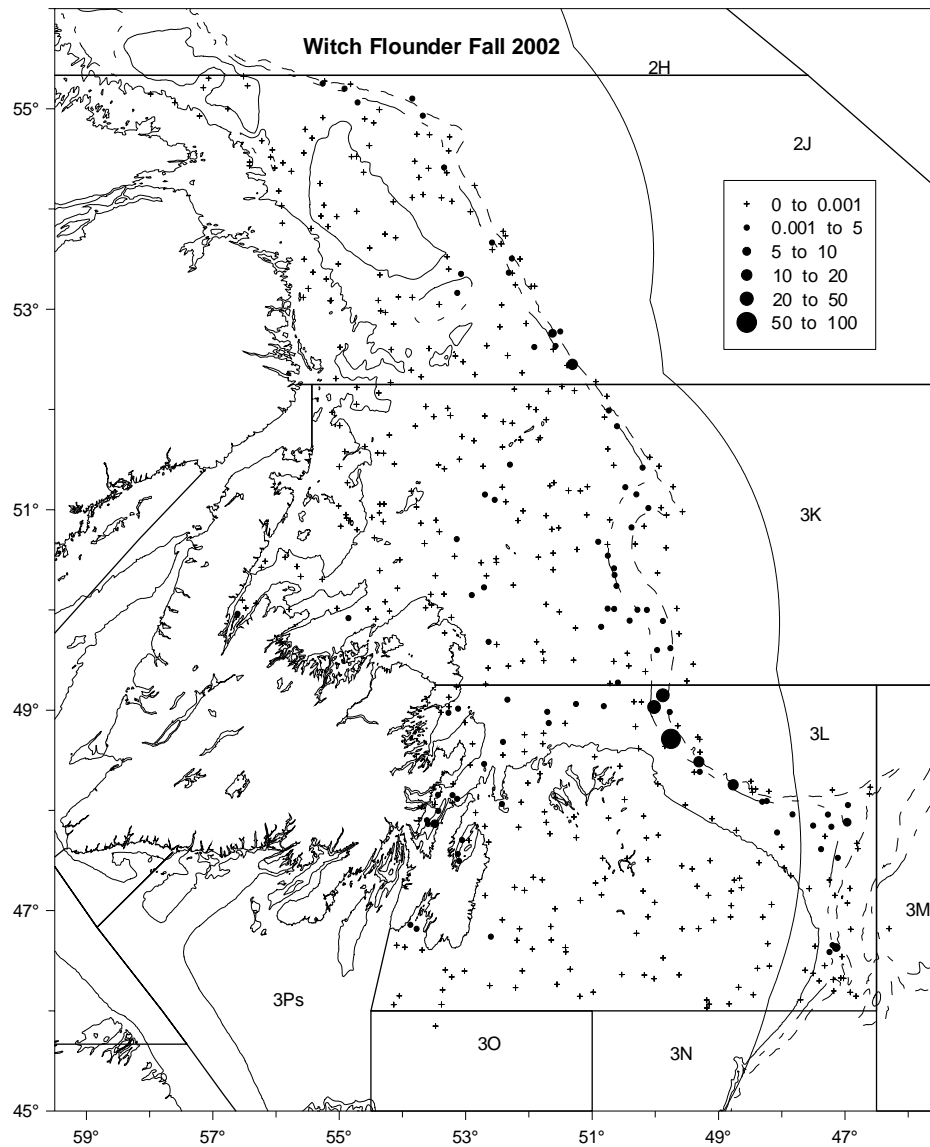 Witch Flounder Fall 2002
2H
55°
2J
0 to 0.001
0.001 to 5
5 to 10
10 to 20
20 to 50
50 to 100
53°
51°
3K
49°
3L
47°
3M
3Ps
3O
3N
45°
59° 57° 55° 53° 51° 49° 47°